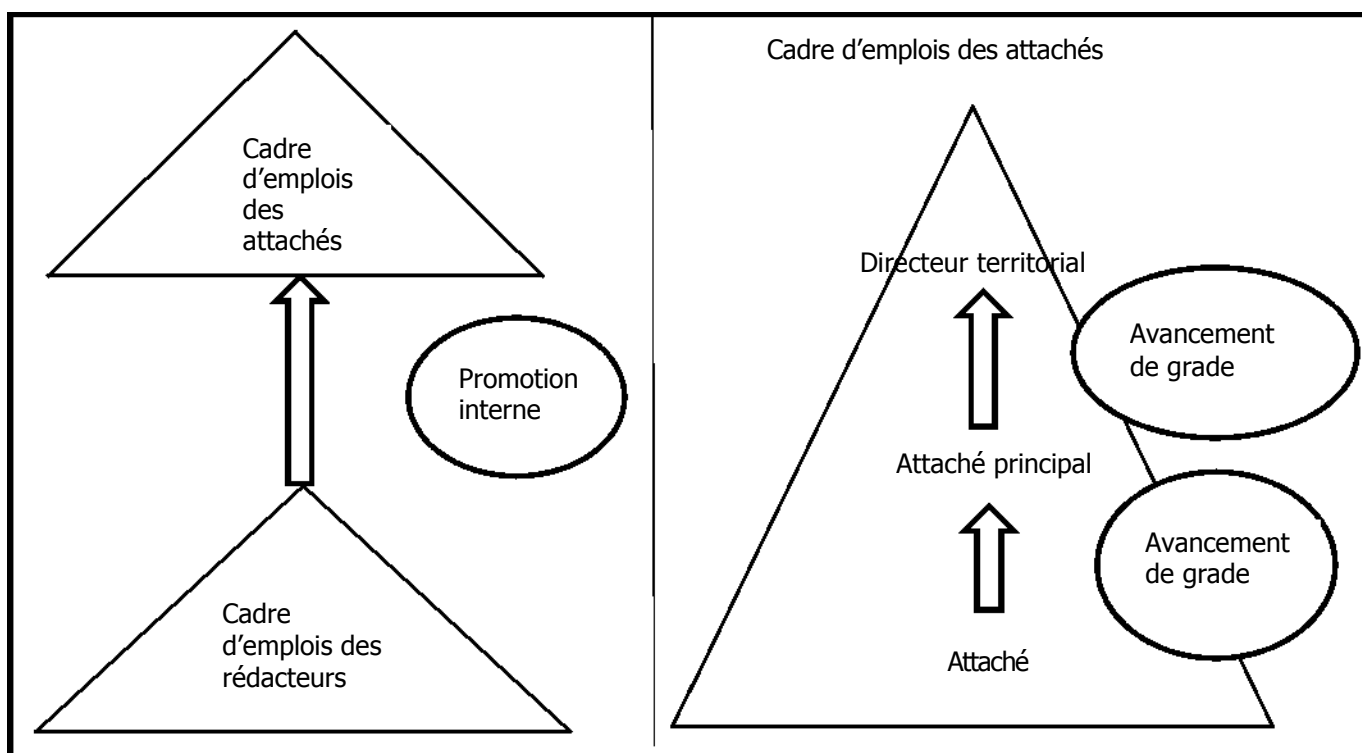 Cadre
d’emplois
des
attachés
Promotion
interne
Cadre
d’emplois des
rédacteurs
Cadre d’emplois des attachés
Directeur territorial
Avancement
de grade
Attaché principal
Avancement
de grade
Attaché